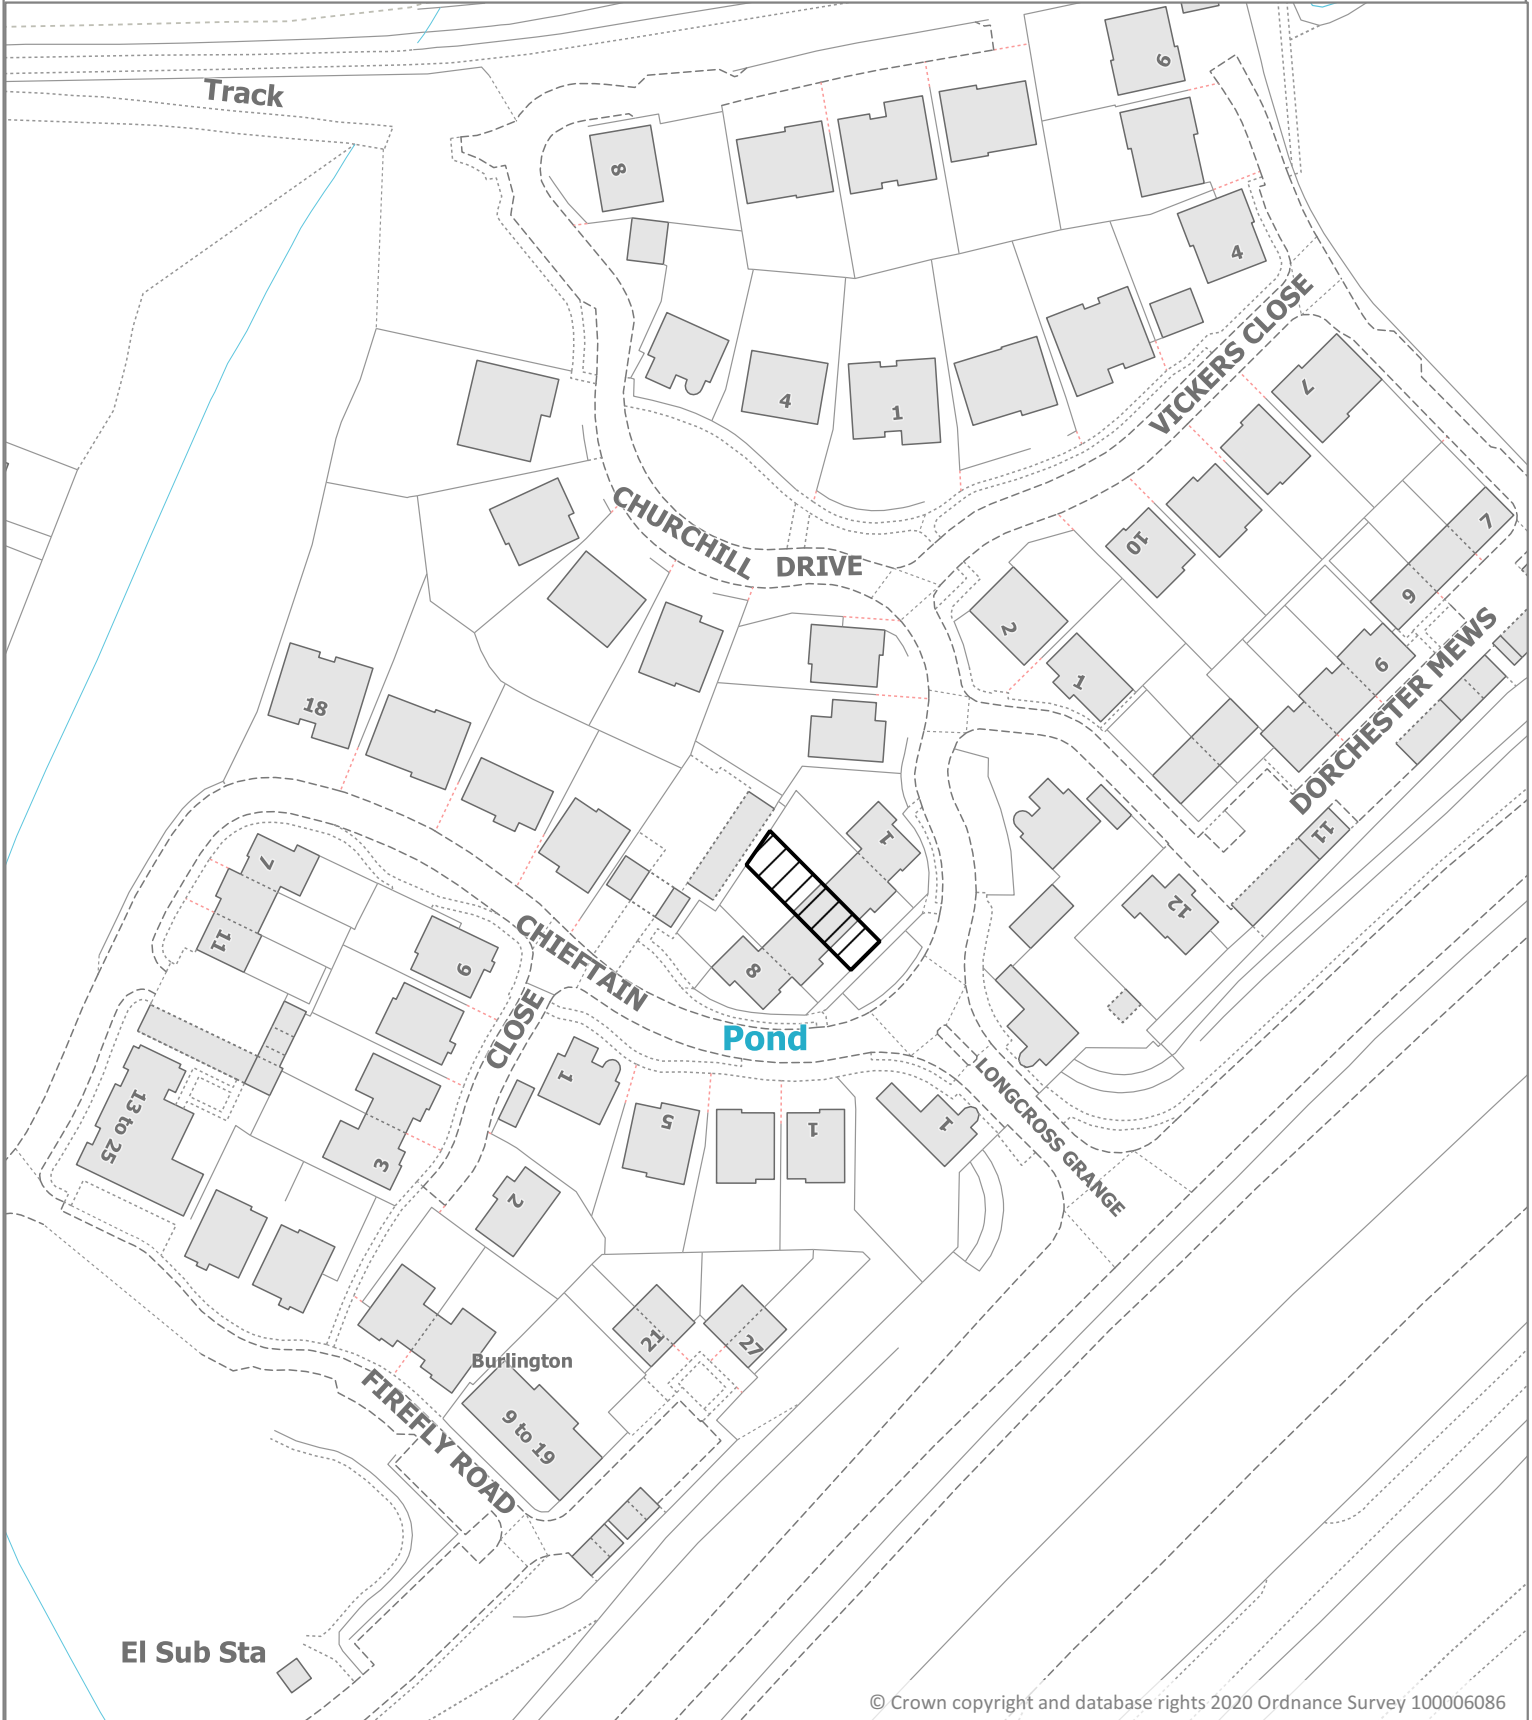 Track
6
8
4
VICKERS CLOSE
4
1
7
CHURCHILL DRIVE
10
7
9
2
1
6
DORCHESTER MEWS
18
1
11
7
12
11
CHIEFTAIN
CLOSE
9
8
Pond
LONGCROSS GRANGE
1
5
1
1
13 to 25
3
2
21
27
Burlington
9 to 19
FIREFLY ROAD
El Sub Sta
© Crown copyright and database rights 2020 Ordnance Survey 100006086